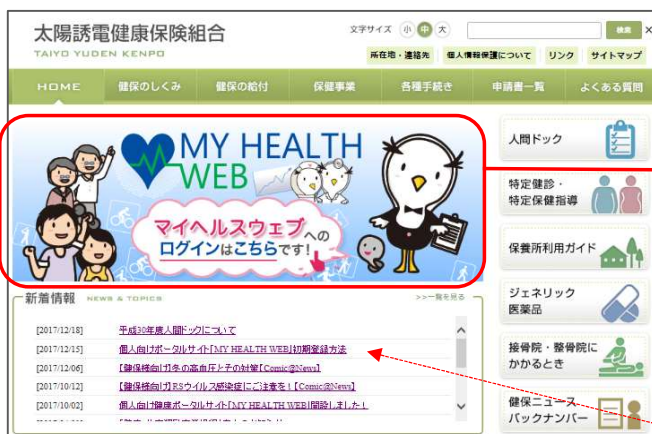 太陽誘電健康保険組合
TAIYO YUDEN KENPO
文字サイズ 小 中 大 検索
所在地・連絡先 個人情報保護について リンク サイトマップ
HOME 健保のしくみ 健保の給付 保健事業 各種手続き 申請書一覧 よくある質問
MY HEALTH
WEB
マイヘルスウェブへの
ログインはこちらです!
人間ドック
特定健診・
特定保健指導
保養所利用ガイド
ジェネリック
医薬品
接骨院・整骨院に
かかるとき
健保ニュース
バックナンバー
新着情報 NEWS & TOPICS >>一覧を見る
[2017/12/18] 平成30年度人間ドックについて
[2017/12/15] 個人向けポータルサイト「MY HEALTH WEB」初期登録方法
[2017/12/06] 【健保様向け】冬の高血圧とその対策【Comic@News】
[2017/10/12] 【健保様向け】RSウイルス感染症にご注意を!【Comic@News】
[2017/10/02] 個人向け健康ポータルサイト「MY HEALTH WEB」開設しました!